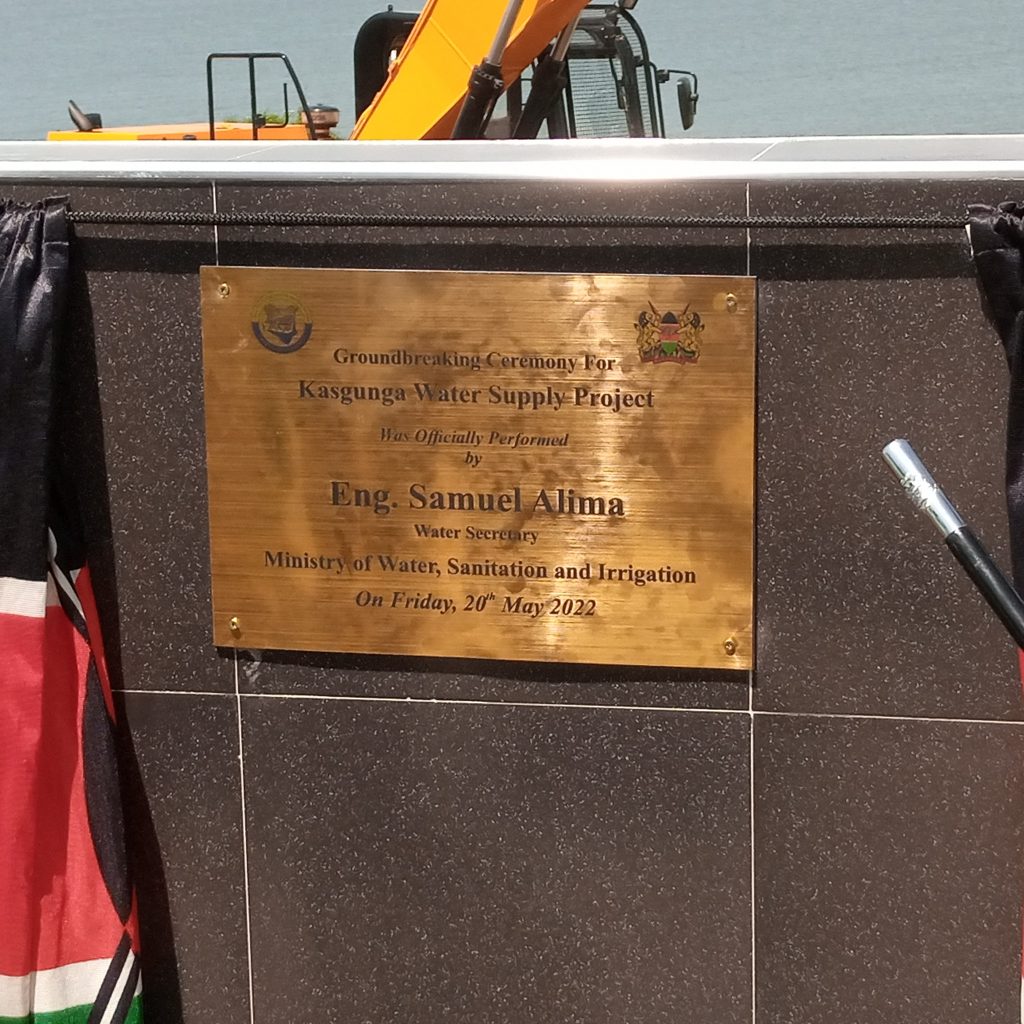 Groundbreaking Ceremony For
Kasgunga Water Supply Project
Was Officially Performed
by
Eng. Samuel Alima
Water Secretary
Ministry of Water, Sanitation and Irrigation
On Friday, 20th May 2022